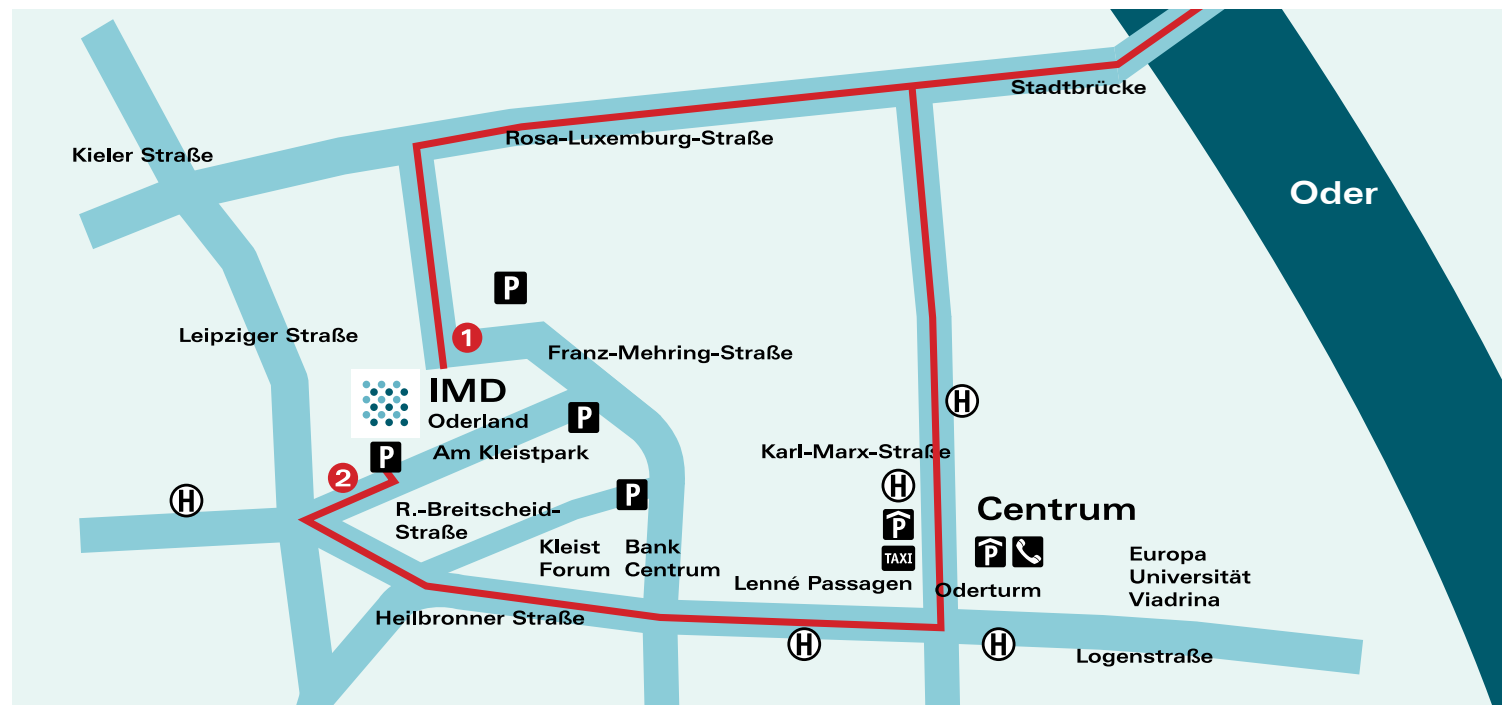 Stadtbrücke
Rosa-Luxemburg-Straße
Kieler Straße
Oder
P
Leipziger Straße
1
Franz-Mehring-Straße
IMD
Oderland
P
H
Am Kleistpark
P
2
Karl-Marx-Straße
H
H
P
R.-Breitscheid-
Straße
Centrum
P
TAXI
P
Kleist
Forum
Bank
Centrum
Lenné Passagen
Oderturm
Europa
Universität
Viadrina
Heilbronner Straße
H
H
Logenstraße